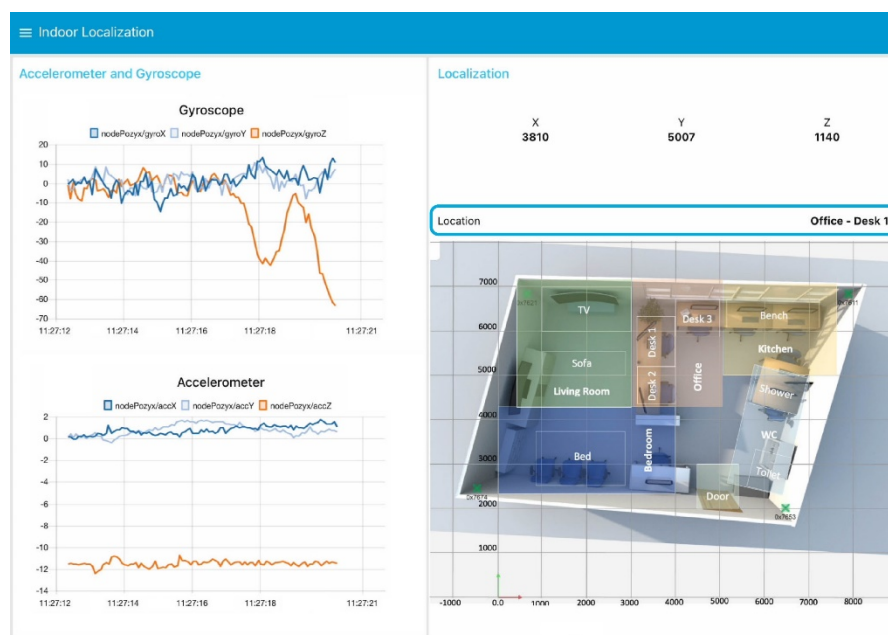 Indoor Localization
Accelerometer and Gyroscope
Gyroscope
nodePozyx/gyroX nodePozyx/gyroY nodePozyx/gyroZ
20
10
0
-10
-20
-30
-40
-50
-60
-70
11:27:12 11:27:14 11:27:16 11:27:18 11:27:21
Accelerometer
nodePozyx/accX nodePozyx/accY nodePozyx/accZ
2
0
-2
-4
-6
-8
-10
-12
-14
11:27:12 11:27:14 11:27:16 11:27:18 11:27:21
Localization
X Y Z
3810 5007 1140
Location Office - Desk 1
7000
6000
5000
4000
3000
2000
1000
-1000 0.0 1000 2000 3000 4000 5000 6000 7000 8000
TV
Desk 1
Desk 3
Bench
Kitchen
Sofa
Desk 2
Office
Living Room
Shower
Bed
Bedroom
WC
Toilet
Door
0x7674